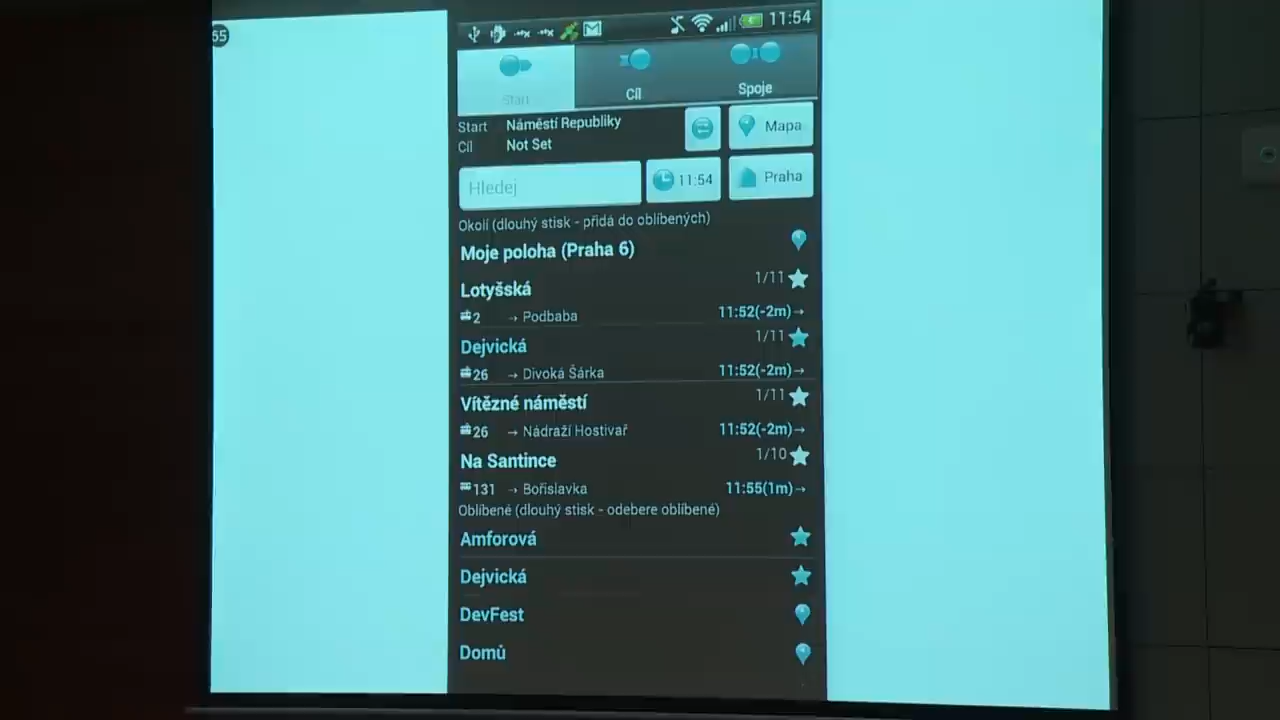 65
11:54
Start
Cíl
Spoje
Start Náměstí Republiky
Cíl Not Set
Mapa
Hledej
11:54
Praha
Okolí (dlouhý stisk - přidá do oblíbených)
Moje poloha (Praha 6)
Lotyšská 1/11
2 → Podbaba 11:52(-2m)→
Dejvická 1/11
26 → Divoká Šárka 11:52(-2m)→
Vítězné náměstí 1/11
26 → Nádraží Hostivař 11:52(-2m)→
Na Santince 1/10
131 → Bořislavka 11:55(1m)→
Oblíbené (dlouhý stisk - odebere oblíbené)
Amforová
Dejvická
DevFest
Domů